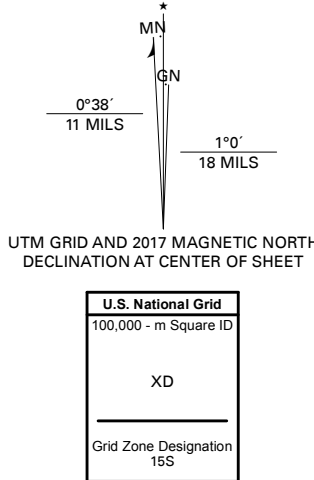 MN
GN
0°38´
11 MILS
1°0´
18 MILS
UTM GRID AND 2017 MAGNETIC NORTH
DECLINATION AT CENTER OF SHEET
U.S. National Grid
100,000 - m Square ID
XD
Grid Zone Designation
15S